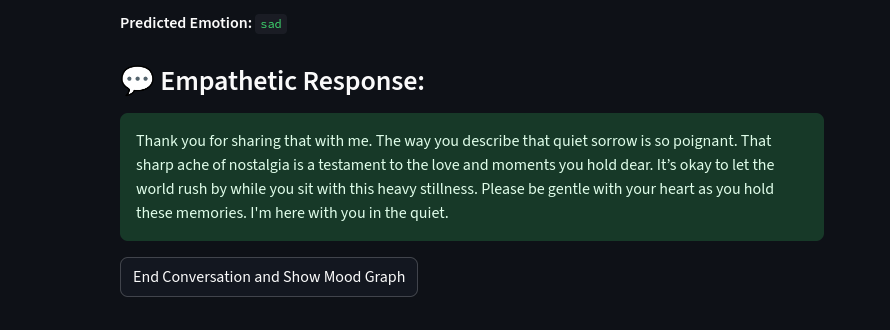 Predicted Emotion: sad
💬 Empathetic Response:
Thank you for sharing that with me. The way you describe that quiet sorrow is so poignant. That
sharp ache of nostalgia is a testament to the love and moments you hold dear. It’s okay to let the
world rush by while you sit with this heavy stillness. Please be gentle with your heart as you hold
these memories. I'm here with you in the quiet.
End Conversation and Show Mood Graph